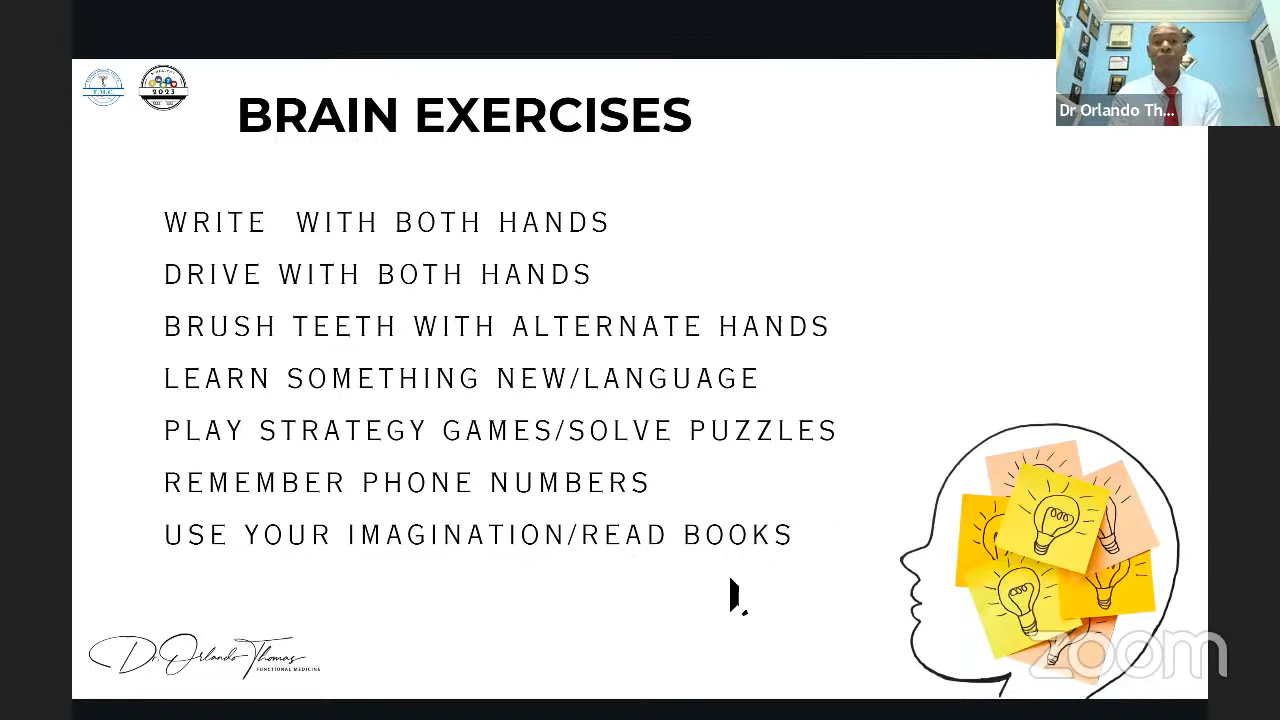 T.M.C.
2023
BRAIN EXERCISES
Dr Orlando Th...
WRITE WITH BOTH HANDS
DRIVE WITH BOTH HANDS
BRUSH TEETH WITH ALTERNATE HANDS
LEARN SOMETHING NEW/LANGUAGE
PLAY STRATEGY GAMES/SOLVE PUZZLES
REMEMBER PHONE NUMBERS
USE YOUR IMAGINATION/READ BOOKS
Dr. Orlando Thomas
FUNCTIONAL MEDICINE
zoom